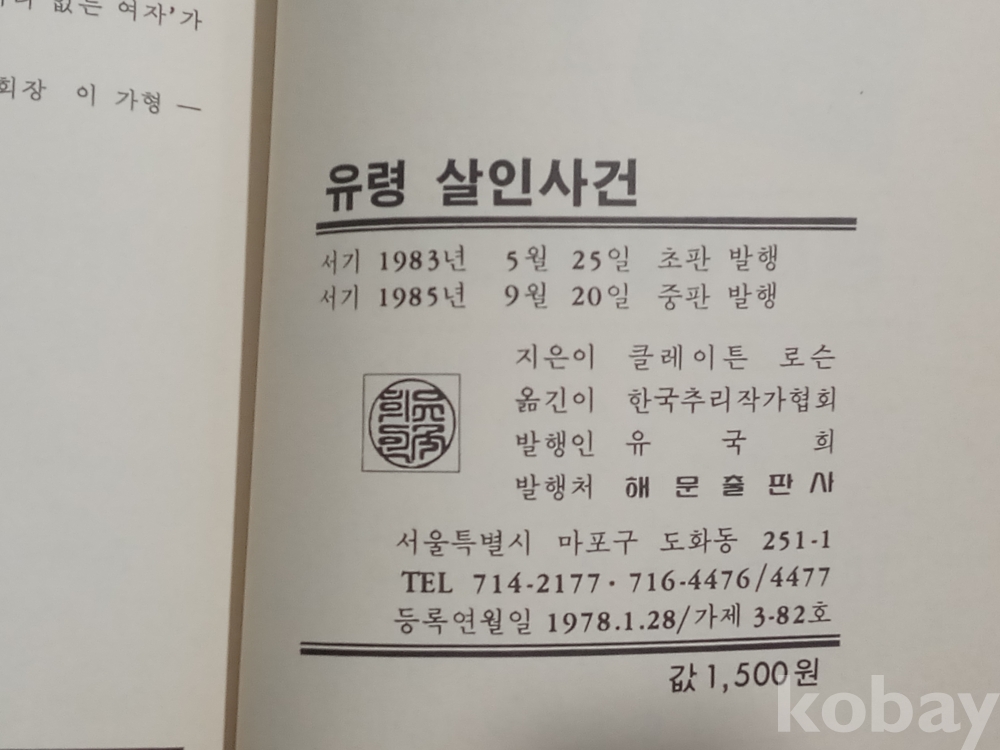 없는 여자'가
회장 이 가형 —
유령 살인사건
서기 1983년 5월 25일 초판 발행
서기 1985년 9월 20일 중판 발행
지은이 클레이튼 로슨
옮긴이 한국추리작가협회
발행인 유 국 희
발행처 해문출판사
서울특별시 마포구 도화동 251-1
TEL 714-2177· 716-4476/4477
등록연월일 1978.1.28/가제 3-82호
값 1,500원
kobay